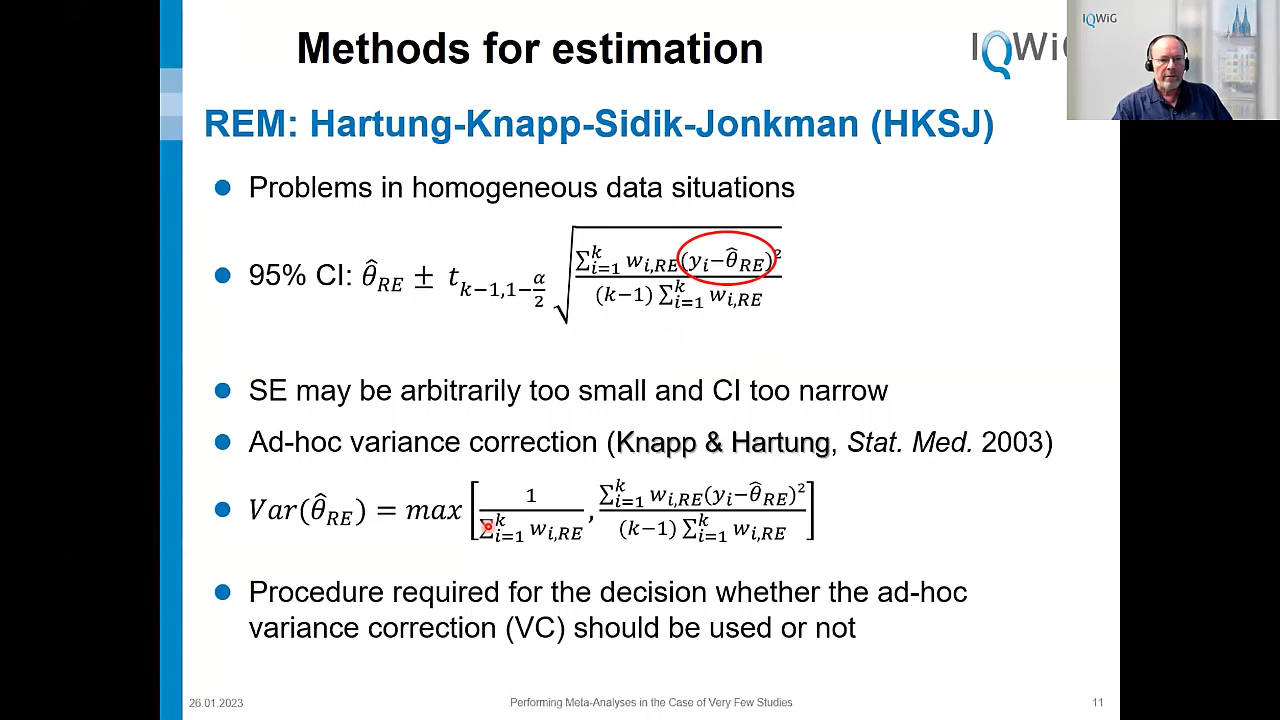 Methods for estimation
IQWiG
IQWiG
REM: Hartung-Knapp-Sidik-Jonkman (HKSJ)
● Problems in homogeneous data situations
● 95% CI: θ̂_RE ± t_{k−1,1−α/2} √( ∑_{i=1}^{k} w_{i,RE}(y_i−θ̂_RE)² / ((k−1) ∑_{i=1}^{k} w_{i,RE}) )
● SE may be arbitrarily too small and CI too narrow
● Ad-hoc variance correction (Knapp & Hartung, Stat. Med. 2003)
● Var(θ̂_RE) = max[ 1 / ∑_{i=1}^{k} w_{i,RE} , ∑_{i=1}^{k} w_{i,RE}(y_i−θ̂_RE)² / ((k−1) ∑_{i=1}^{k} w_{i,RE}) ]
● Procedure required for the decision whether the ad-hoc
variance correction (VC) should be used or not
26.01.2023
Performing Meta-Analyses in the Case of Very Few Studies
11